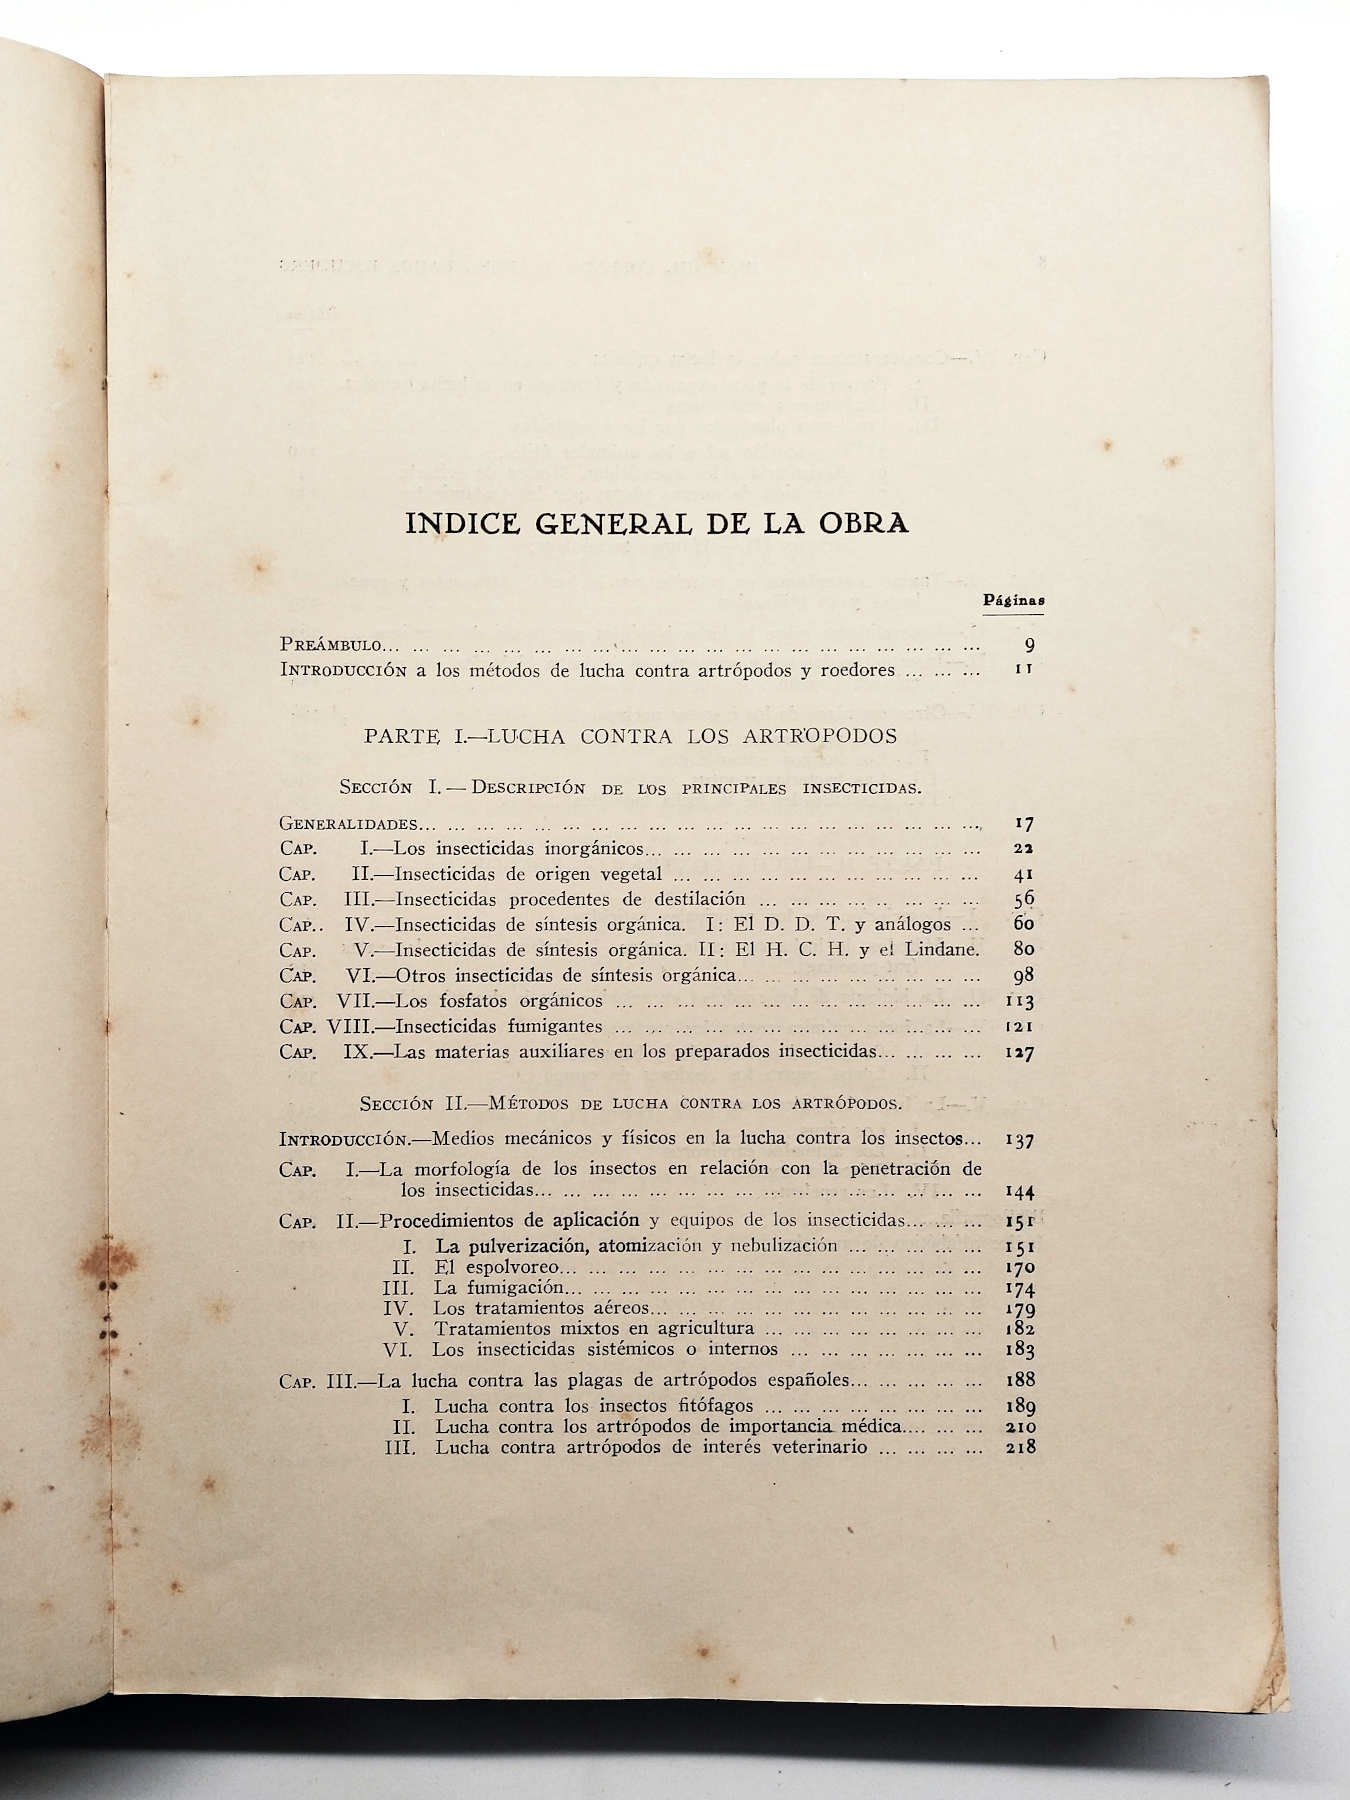 INDICE GENERAL DE LA OBRA
Páginas
PREÁMBULO... ... ... ... ... ... ... ... ... ... ... ... ... ... ... ... ... ... ... ... ... 9
INTRODUCCIÓN a los métodos de lucha contra artrópodos y roedores ... ... ... 11
PARTE I.—LUCHA CONTRA LOS ARTROPODOS
SECCIÓN I. — DESCRIPCIÓN DE LOS PRINCIPALES INSECTICIDAS.
GENERALIDADES... ... ... ... ... ... ... ... ... ... ... ... ... ... ... ... ... ... ... ... 17
CAP. I.—Los insecticidas inorgánicos... ... ... ... ... ... ... ... ... ... ... ... 22
CAP. II.—Insecticidas de origen vegetal ... ... ... ... ... ... ... ... ... ... ... 41
CAP. III.—Insecticidas procedentes de destilación ... ... ... ... .. ... ... ... 56
CAP.. IV.—Insecticidas de síntesis orgánica. I: El D. D. T. y análogos ... 60
CAP. V.—Insecticidas de síntesis orgánica. II: El H. C. H. y el Lindane. 80
CAP. VI.—Otros insecticidas de síntesis orgánica... ... ... ... ... ... ... ... ... 98
CAP. VII.—Los fosfatos orgánicos ... ... ... ... ... ... ... ... ... ... ... ... ... 113
CAP. VIII.—Insecticidas fumigantes ... ... ... ... ... ... ... ... ... ... ... ... ... 121
CAP. IX.—Las materias auxiliares en los preparados insecticidas... ... ... ... 127
SECCIÓN II.—MÉTODOS DE LUCHA CONTRA LOS ARTRÓPODOS.
INTRODUCCIÓN.—Medios mecánicos y físicos en la lucha contra los insectos... 137
CAP. I.—La morfología de los insectos en relación con la penetración de
los insecticidas... ... ... ... ... ... ... ... ... ... ... ... ... ... ... ... 144
CAP. II.—Procedimientos de aplicación y equipos de los insecticidas... ... ... 151
I. La pulverización, atomización y nebulización ... ... ... ... ... 151
II. El espolvoreo... ... ... ... ... ... ... ... ... ... ... ... ... ... ... 170
III. La fumigación... ... ... ... ... ... ... ... ... ... ... ... ... ... ... 174
IV. Los tratamientos aéreos... ... ... ... ... ... ... ... ... ... ... ... 179
V. Tratamientos mixtos en agricultura ... ... ... ... ... ... ... ... 182
VI. Los insecticidas sistémicos o internos ... ... ... ... ... ... ... 183
CAP. III.—La lucha contra las plagas de artrópodos españoles... ... ... ... ... 188
I. Lucha contra los insectos fitófagos ... ... ... ... ... ... ... ... 189
II. Lucha contra los artrópodos de importancia médica.... ... ... 210
III. Lucha contra artrópodos de interés veterinario ... ... ... ... 218